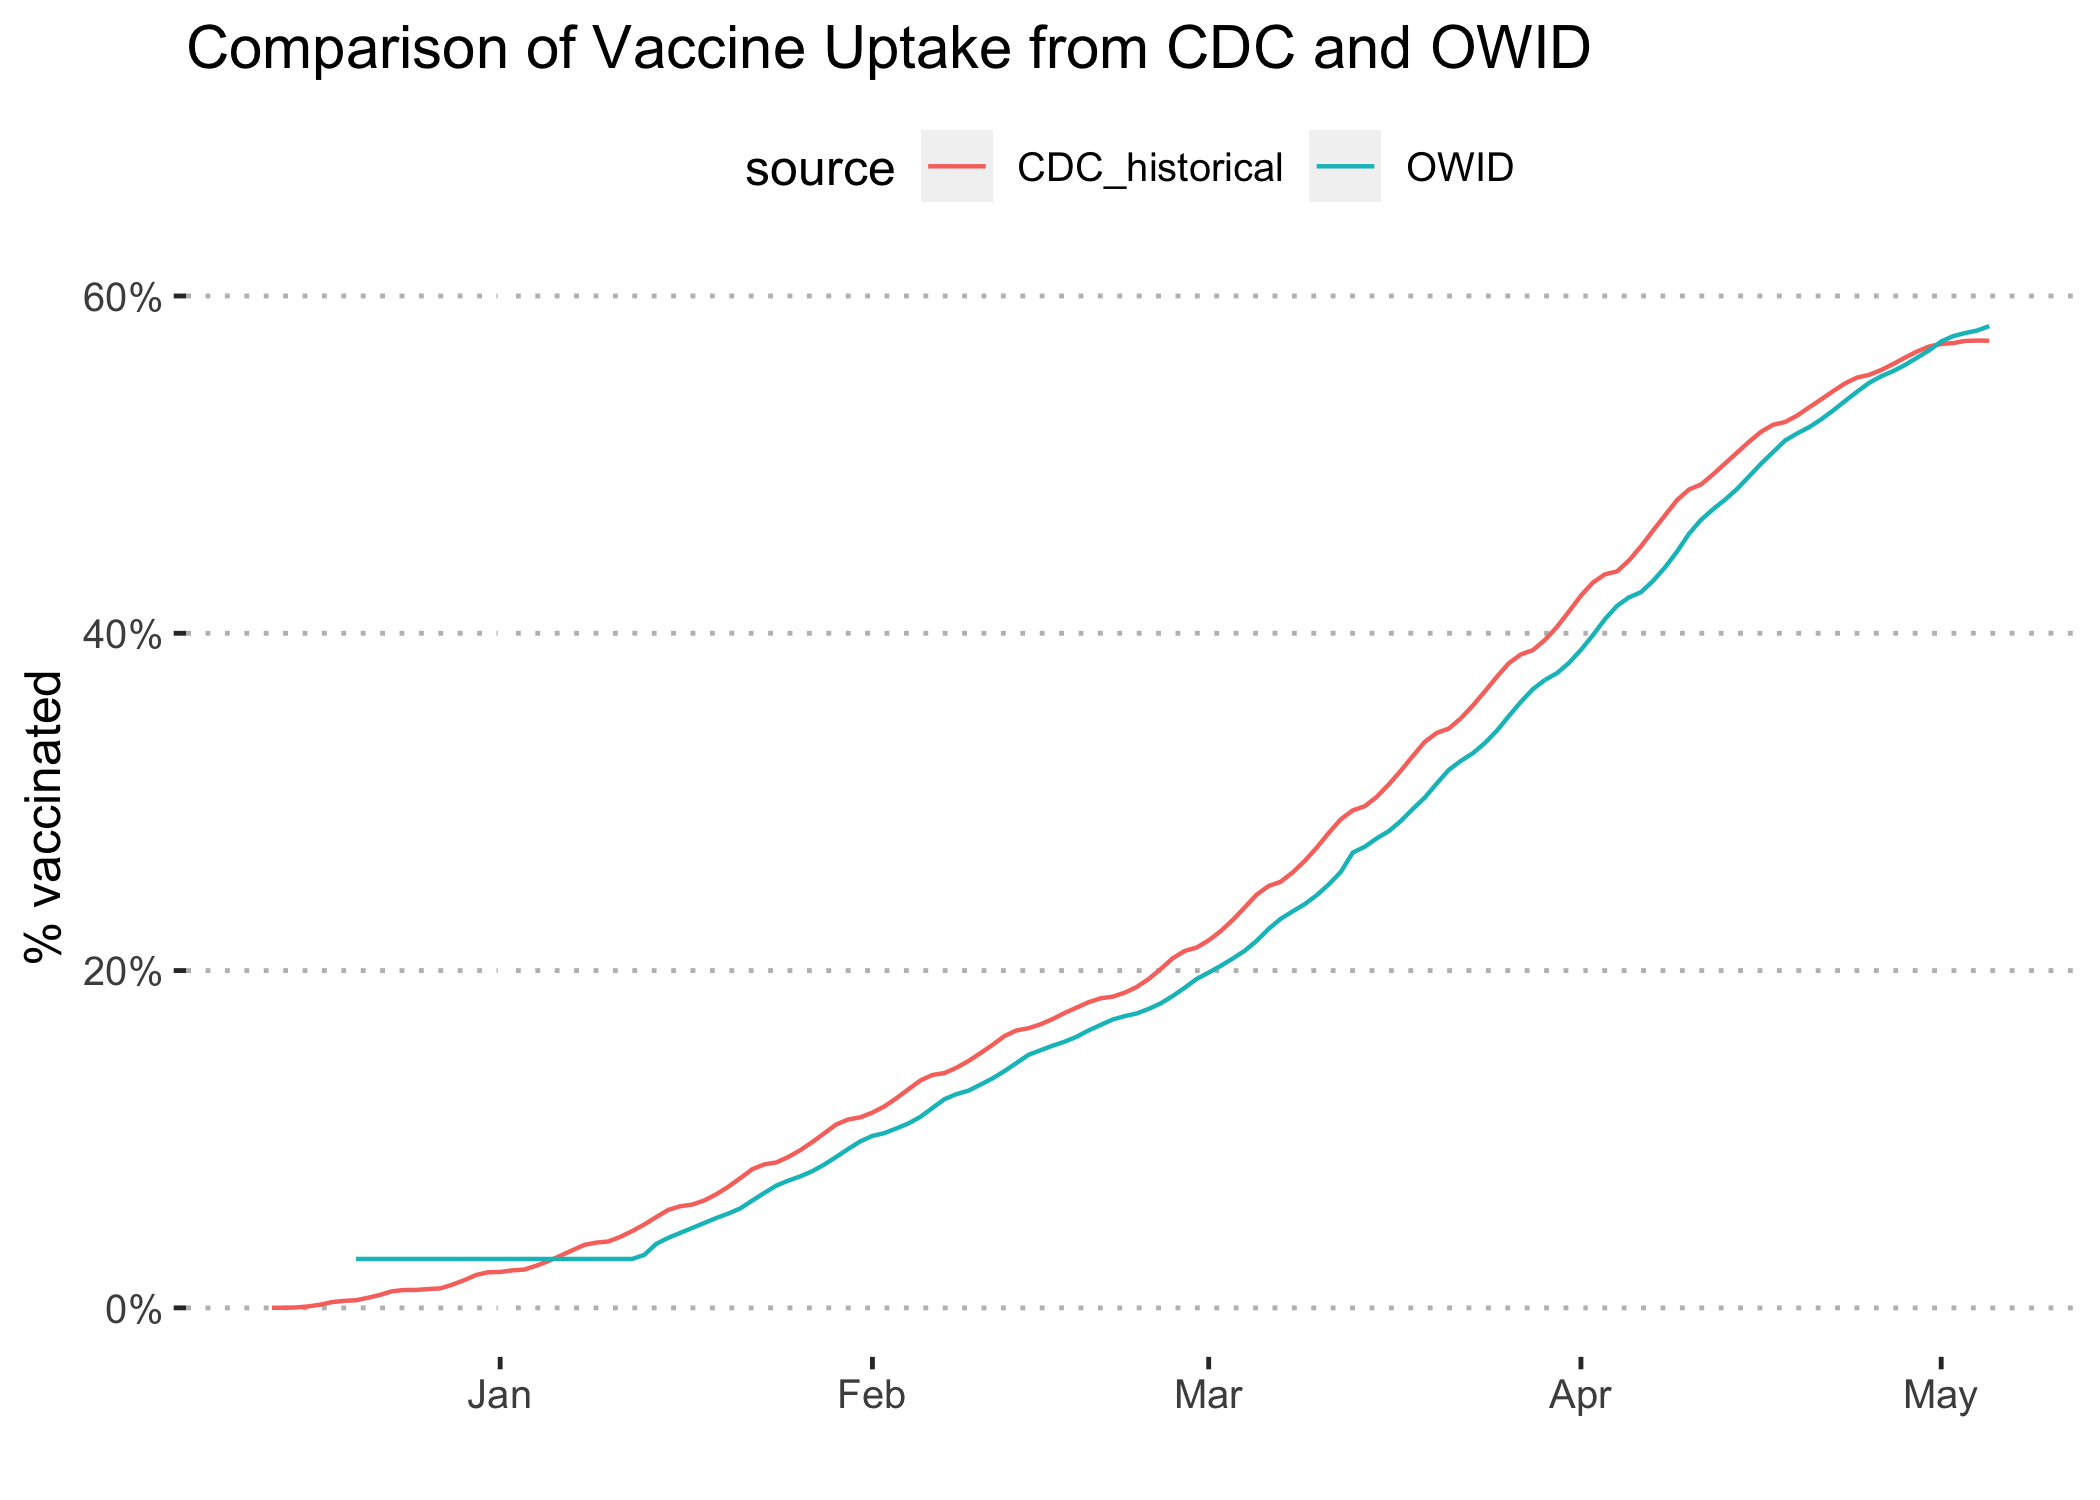 Comparison of Vaccine Uptake from CDC and OWID
source CDC_historical OWID
60%
40%
20%
0%
% vaccinated
Jan Feb Mar Apr May